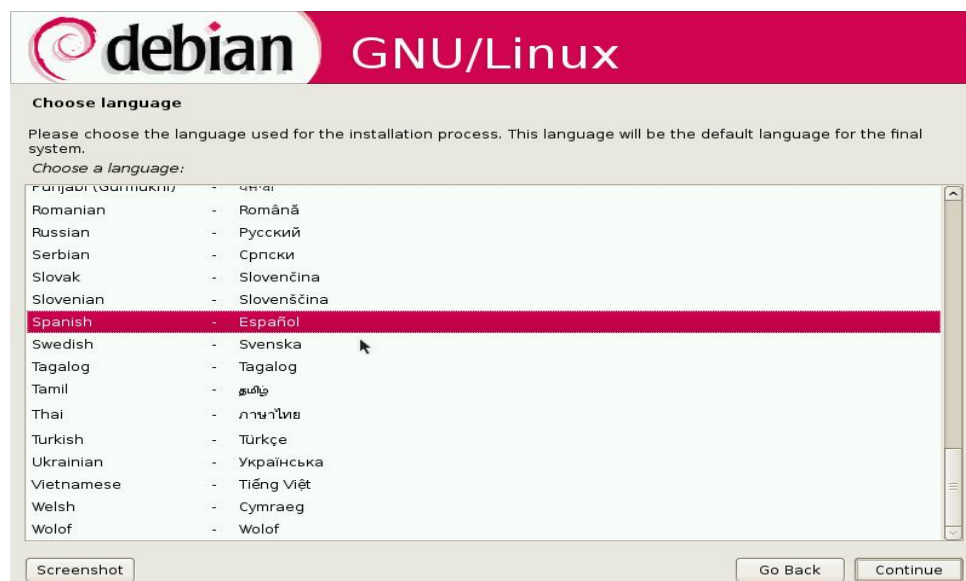 debian GNU/Linux
Choose language
Please choose the language used for the installation process. This language will be the default language for the final
system.
Choose a language:
Punjabi (Gurmukhi) -
Romanian - Română
Russian - Русский
Serbian - Српски
Slovak - Slovenčina
Slovenian - Slovenščina
Spanish - Español
Swedish - Svenska
Tagalog - Tagalog
Tamil - தமிழ்
Thai - ภาษาไทย
Turkish - Türkçe
Ukrainian - Українська
Vietnamese - Tiếng Việt
Welsh - Cymraeg
Wolof - Wolof
Screenshot Go Back Continue